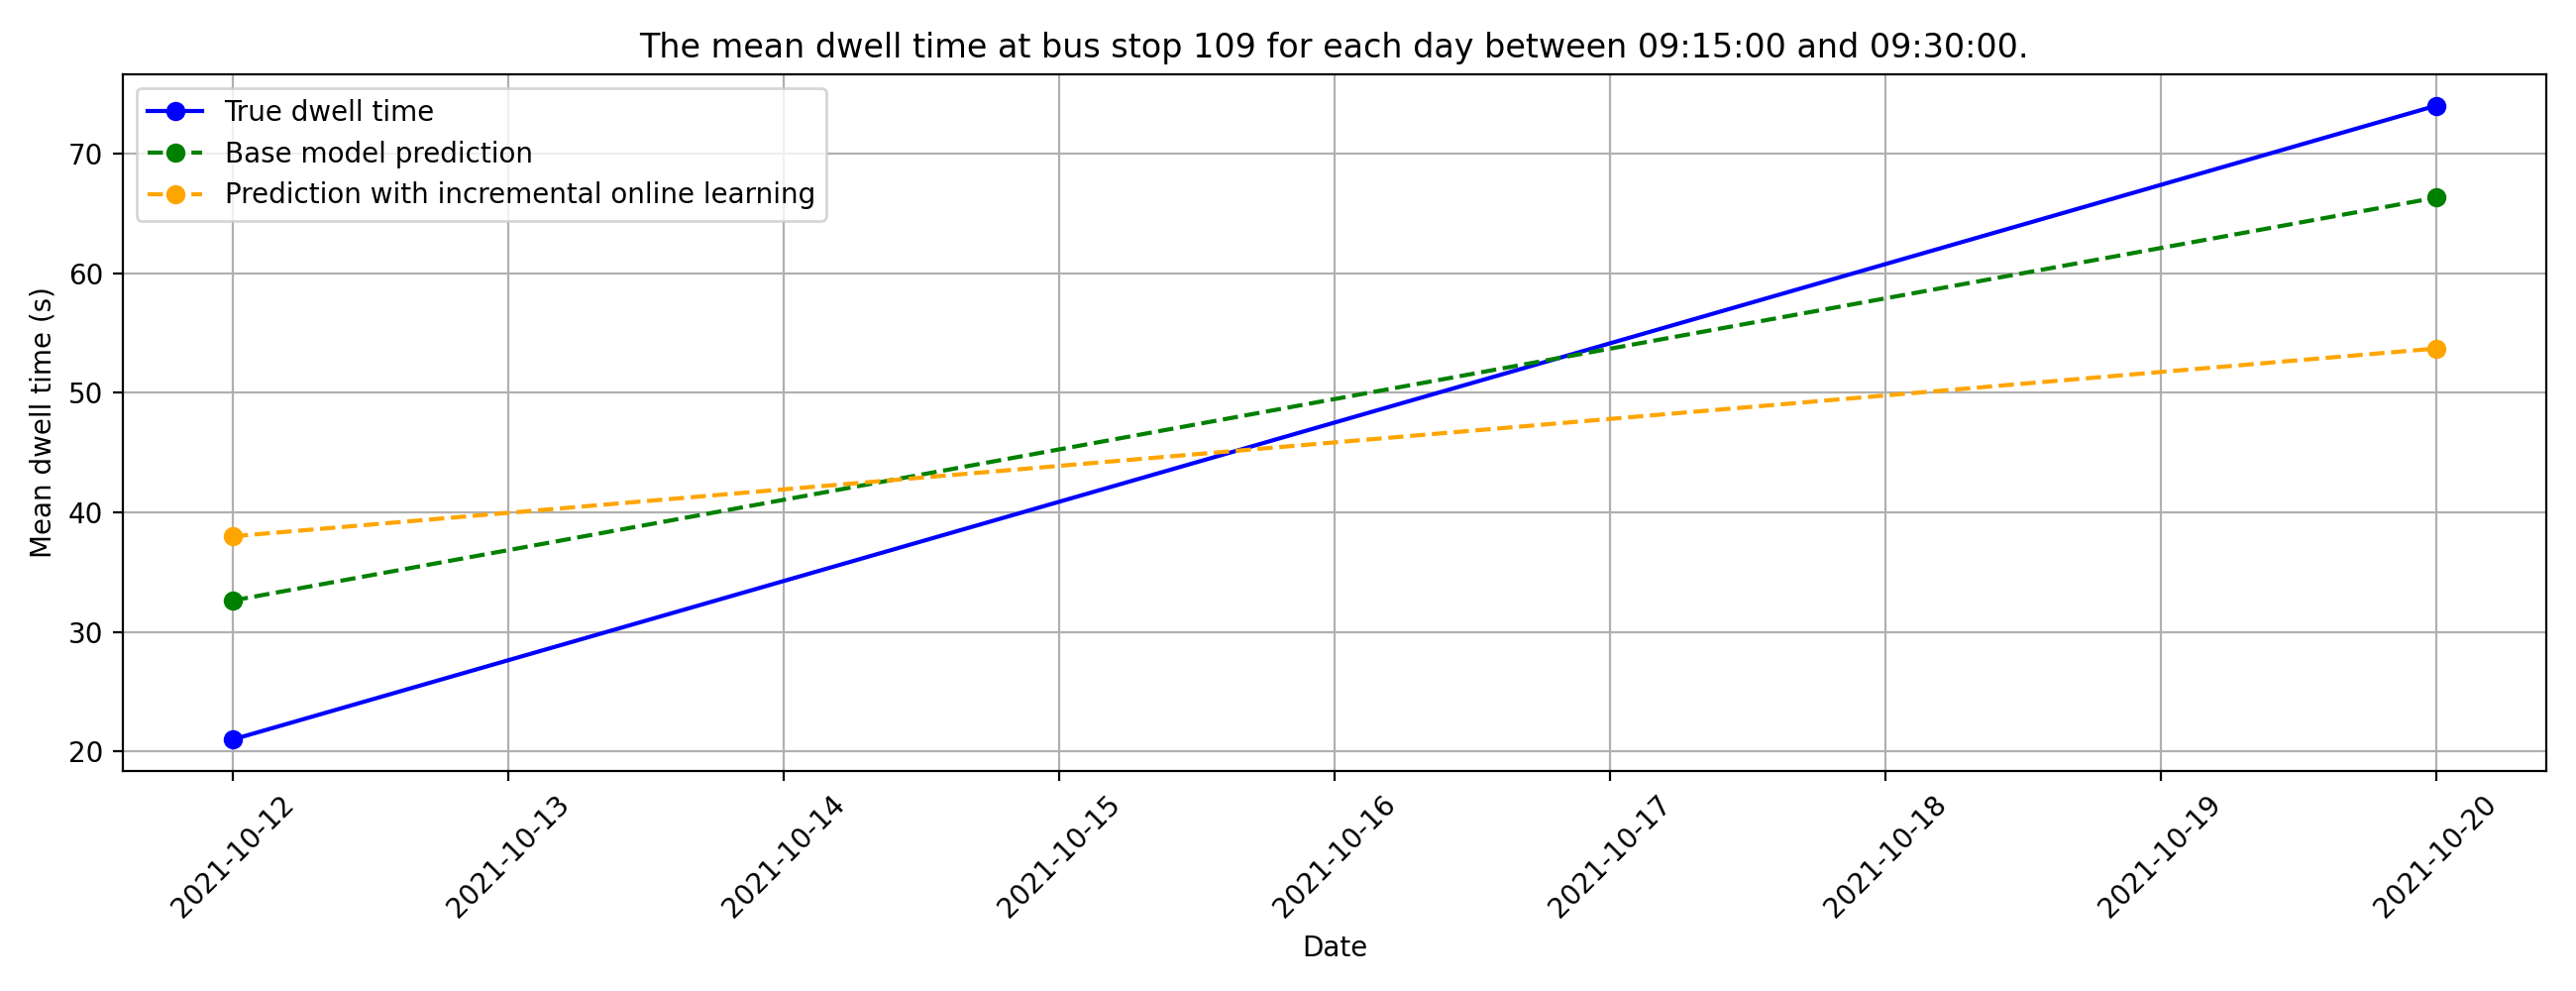 The mean dwell time at bus stop 109 for each day between 09:15:00 and 09:30:00.
True dwell time
Base model prediction
Prediction with incremental online learning
Mean dwell time (s)
70
60
50
40
30
20
2021-10-12
2021-10-13
2021-10-14
2021-10-15
2021-10-16
2021-10-17
2021-10-18
2021-10-19
2021-10-20
Date